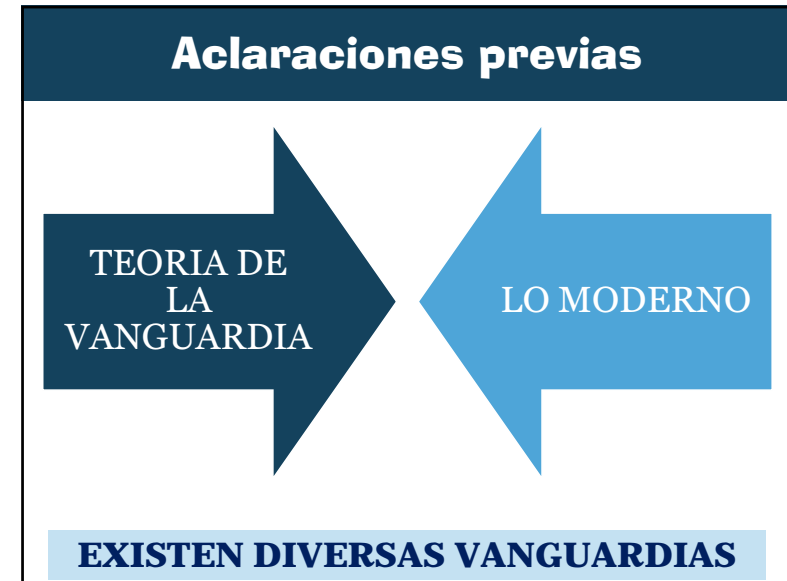 Aclaraciones previas
TEORIA DE
LA
VANGUARDIA
LO MODERNO
EXISTEN DIVERSAS VANGUARDIAS